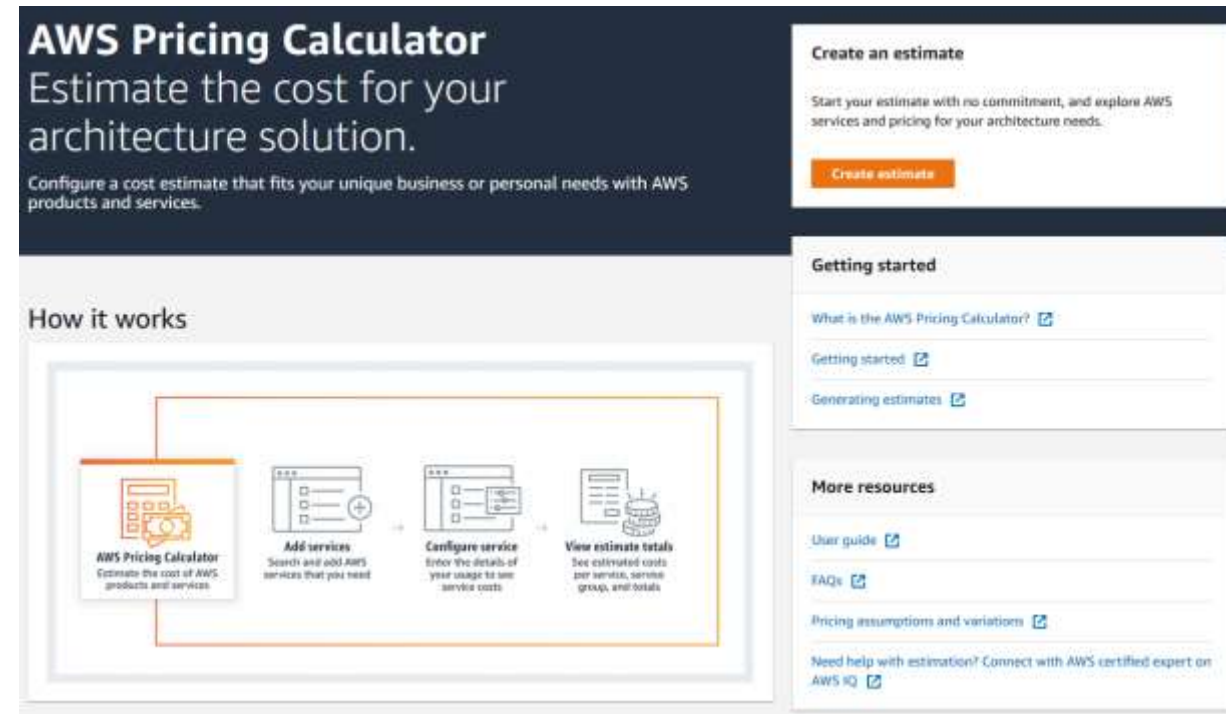 AWS Pricing Calculator
Estimate the cost for your
architecture solution.
Configure a cost estimate that fits your unique business or personal needs with AWS
products and services.
Create an estimate
Start your estimate with no commitment, and explore AWS
services and pricing for your architecture needs.
Create estimate
Getting started
What is the AWS Pricing Calculator?
Getting started
Generating estimates
How it works
AWS Pricing Calculator
Estimate the cost of AWS
products and services
Add services
Search and add AWS
services that you need
Configure service
Enter the details of
your usage to see
service costs
View estimate totals
See estimated costs
per service, service
group, and totals
More resources
User guide
FAQs
Pricing assumptions and variations
Need help with estimation? Connect with AWS certified expert on
AWS IQ